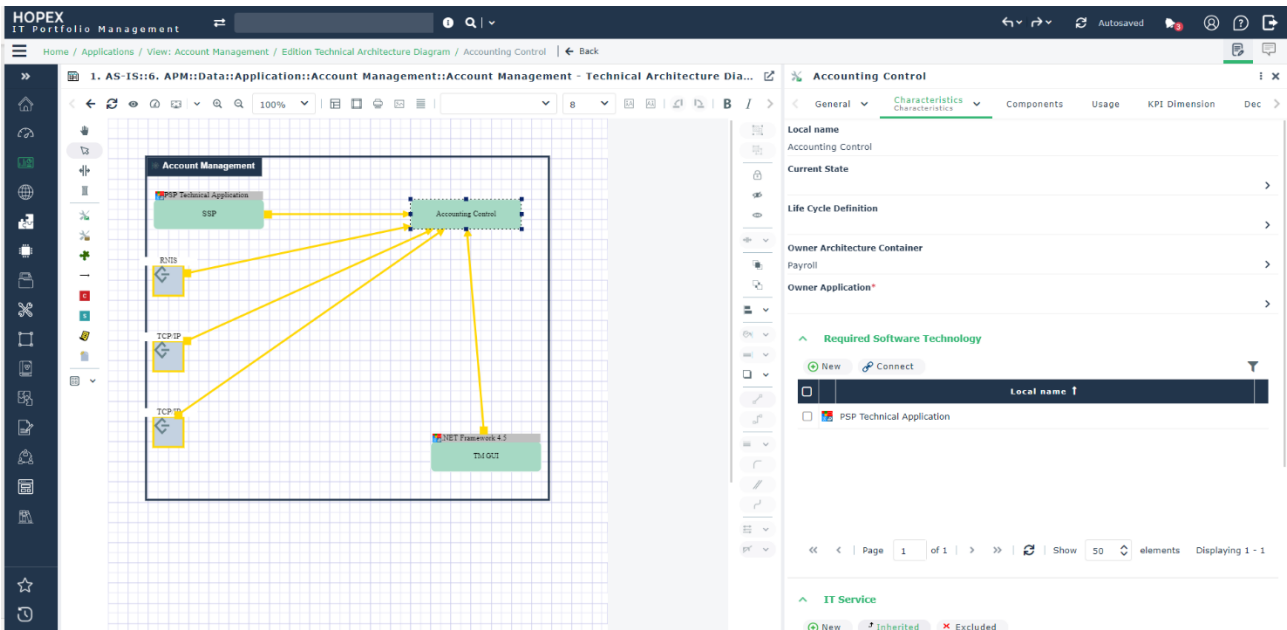 HOPEX
IT Portfolio Management
Autosaved
3
Home / Applications / View: Account Management / Edition Technical Architecture Diagram / Accounting Control
Back
1. AS-IS::6. APM::Data::Application::Account Management::Account Management - Technical Architecture Dia...
100%
8
B I
Account Management
PSP Technical Application
SSP
Accounting Control
RNIS
TCP/IP
TCP/IP
.NET Framework 4.5
TM GUI
C
S
Accounting Control
General
Characteristics
Characteristics
Components
Usage
KPI Dimension
Dec
Local name
Accounting Control
Current State
Life Cycle Definition
Owner Architecture Container
Payroll
Owner Application*
Required Software Technology
New
Connect
Local name
PSP Technical Application
Page 1 of 1
Show 50 elements
Displaying 1 - 1
IT Service
New
Inherited
Excluded